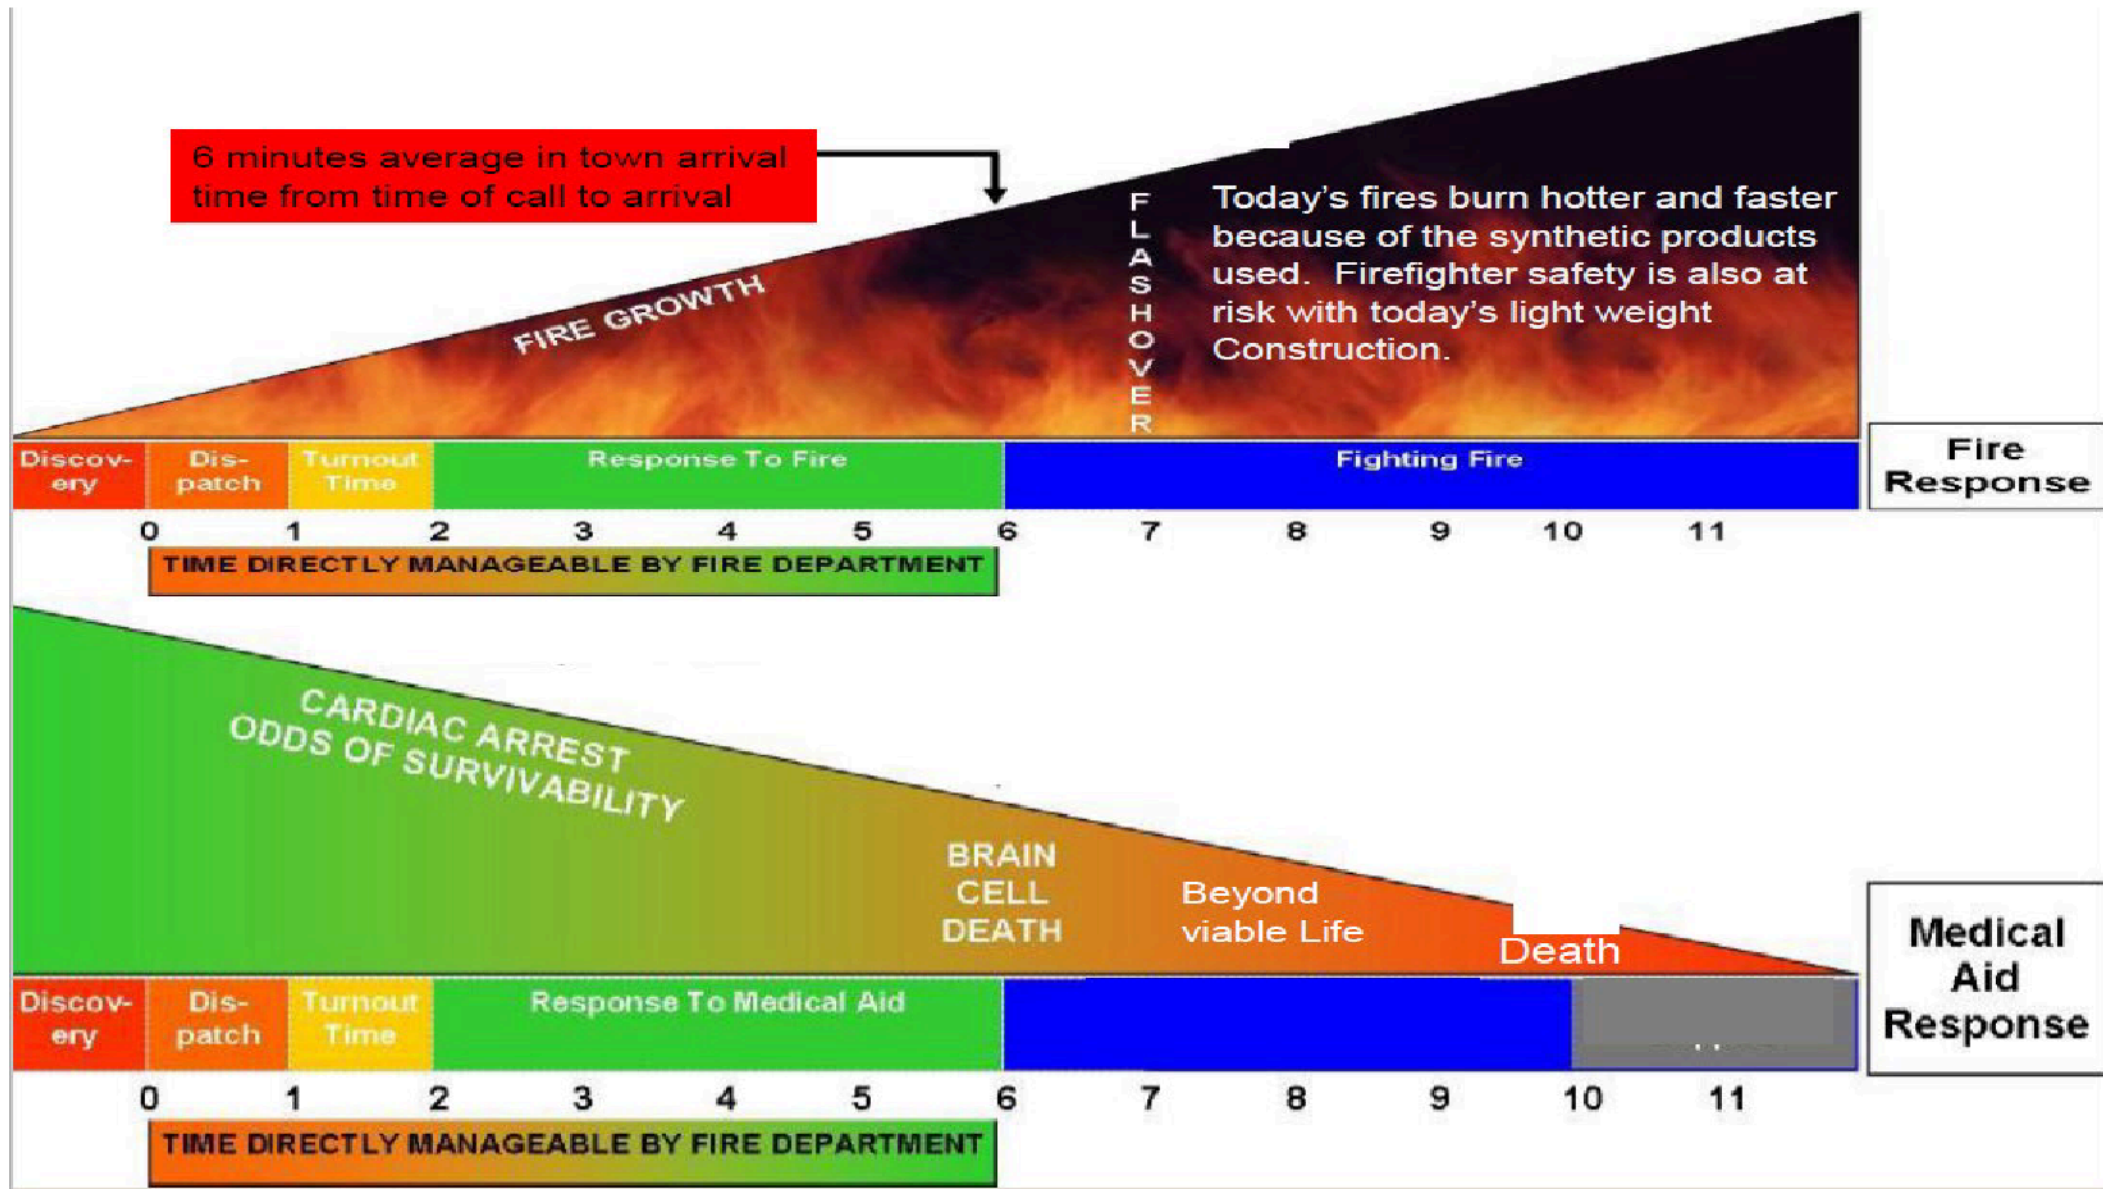 6 minutes average in town arrival
time from time of call to arrival
FIRE GROWTH
FLASHOVER
Today's fires burn hotter and faster
because of the synthetic products
used. Firefighter safety is also at
risk with today's light weight
Construction.
Discov-
ery
Dis-
patch
Turnout
Time
Response To Fire
Fighting Fire
Fire
Response
0 1 2 3 4 5 6 7 8 9 10 11
TIME DIRECTLY MANAGEABLE BY FIRE DEPARTMENT
CARDIAC ARREST
ODDS OF SURVIVABILITY
BRAIN
CELL
DEATH
Beyond
viable Life
Death
Discov-
ery
Dis-
patch
Turnout
Time
Response To Medical Aid
Medical
Aid
Response
0 1 2 3 4 5 6 7 8 9 10 11
TIME DIRECTLY MANAGEABLE BY FIRE DEPARTMENT